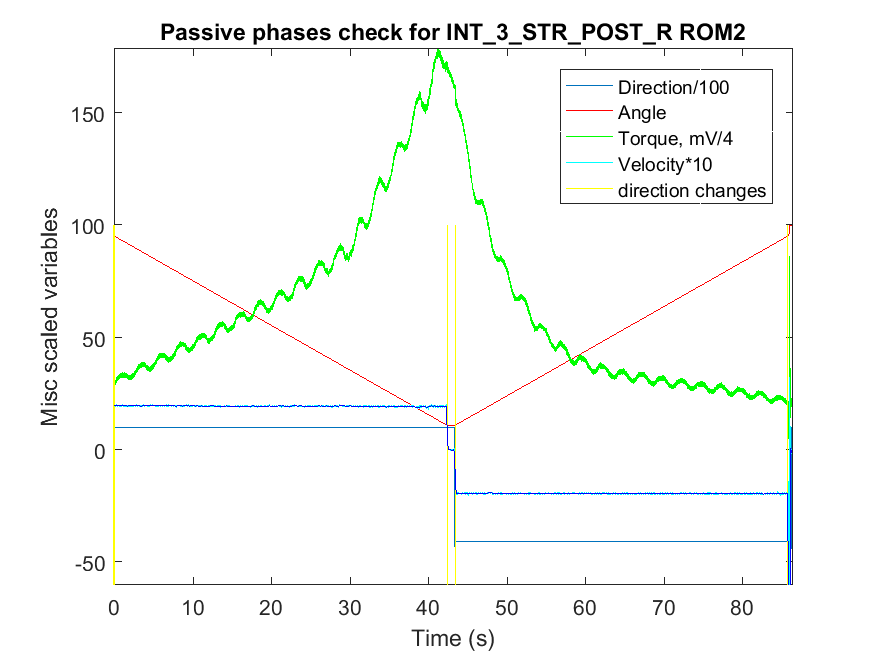 Passive phases check for INT_3_STR_POST_R ROM2
Direction/100
Angle
Torque, mV/4
Velocity*10
direction changes
Misc scaled variables
150
100
50
0
-50
0 10 20 30 40 50 60 70 80
Time (s)